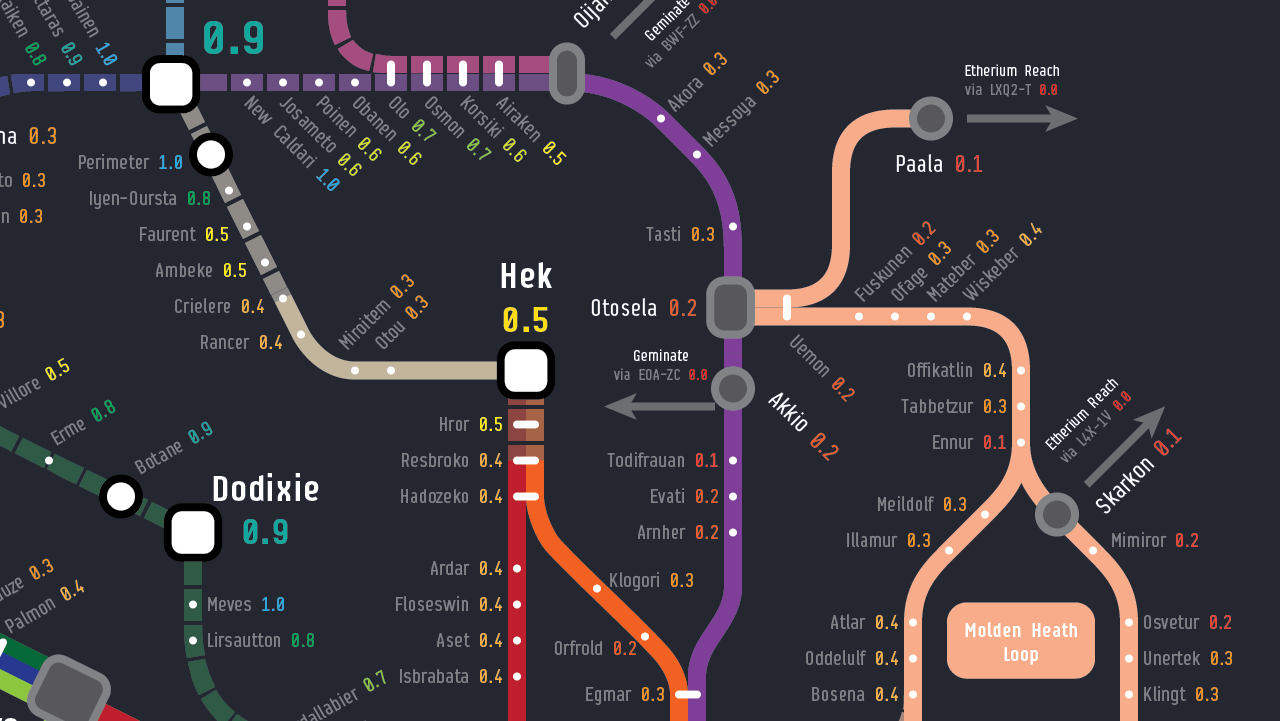 0.8
0.9
1.0
0.9
Geminate
via BWF-ZZ 0.0
Akora 0.3
Messoya 0.3
Etherium Reach
via LXQ2-T 0.0
Paala 0.1
0.3
0.3
0.3
Perimeter 1.0
Iyen-Oursta 0.8
Faurent 0.5
Ambeke 0.5
Crielere 0.4
Rancer 0.4
New Caldari 1.0
Josameto 0.6
Poinen 0.6
Obanen 0.6
Olo 0.7
Osmon 0.7
Korsiki 0.6
Airaken 0.5
Miroitem 0.3
Otou 0.3
Hek
0.5
Tasti 0.3
Otosela 0.2
Fuskunen 0.2
Ofage 0.3
Mateber 0.3
Wiskeber 0.4
Uemon 0.2
Geminate
via EOA-ZC 0.0
Akkio 0.2
Offikatlin 0.4
Tabbetzur 0.3
Ennur 0.1
Etherium Reach
via L4X-1V 0.0
Skarkon 0.1
Villore 0.5
Erme 0.8
Botane 0.9
Dodixie
0.9
Hror 0.5
Resbroko 0.4
Hadozeko 0.4
Todifrauan 0.1
Evati 0.2
Arnher 0.2
Meildolf 0.3
Illamur 0.3
Mimiror 0.2
0.3
Palmon 0.4
Meves 1.0
Lirsautton 0.8
Ardar 0.4
Floseswin 0.4
Aset 0.4
Isbrabata 0.4
0.7
Klogori 0.3
Orfrold 0.2
Egmar 0.3
Atlar 0.4
Oddelulf 0.4
Bosena 0.4
Molden Heath
Loop
Osvetur 0.2
Unertek 0.3
Klingt 0.3